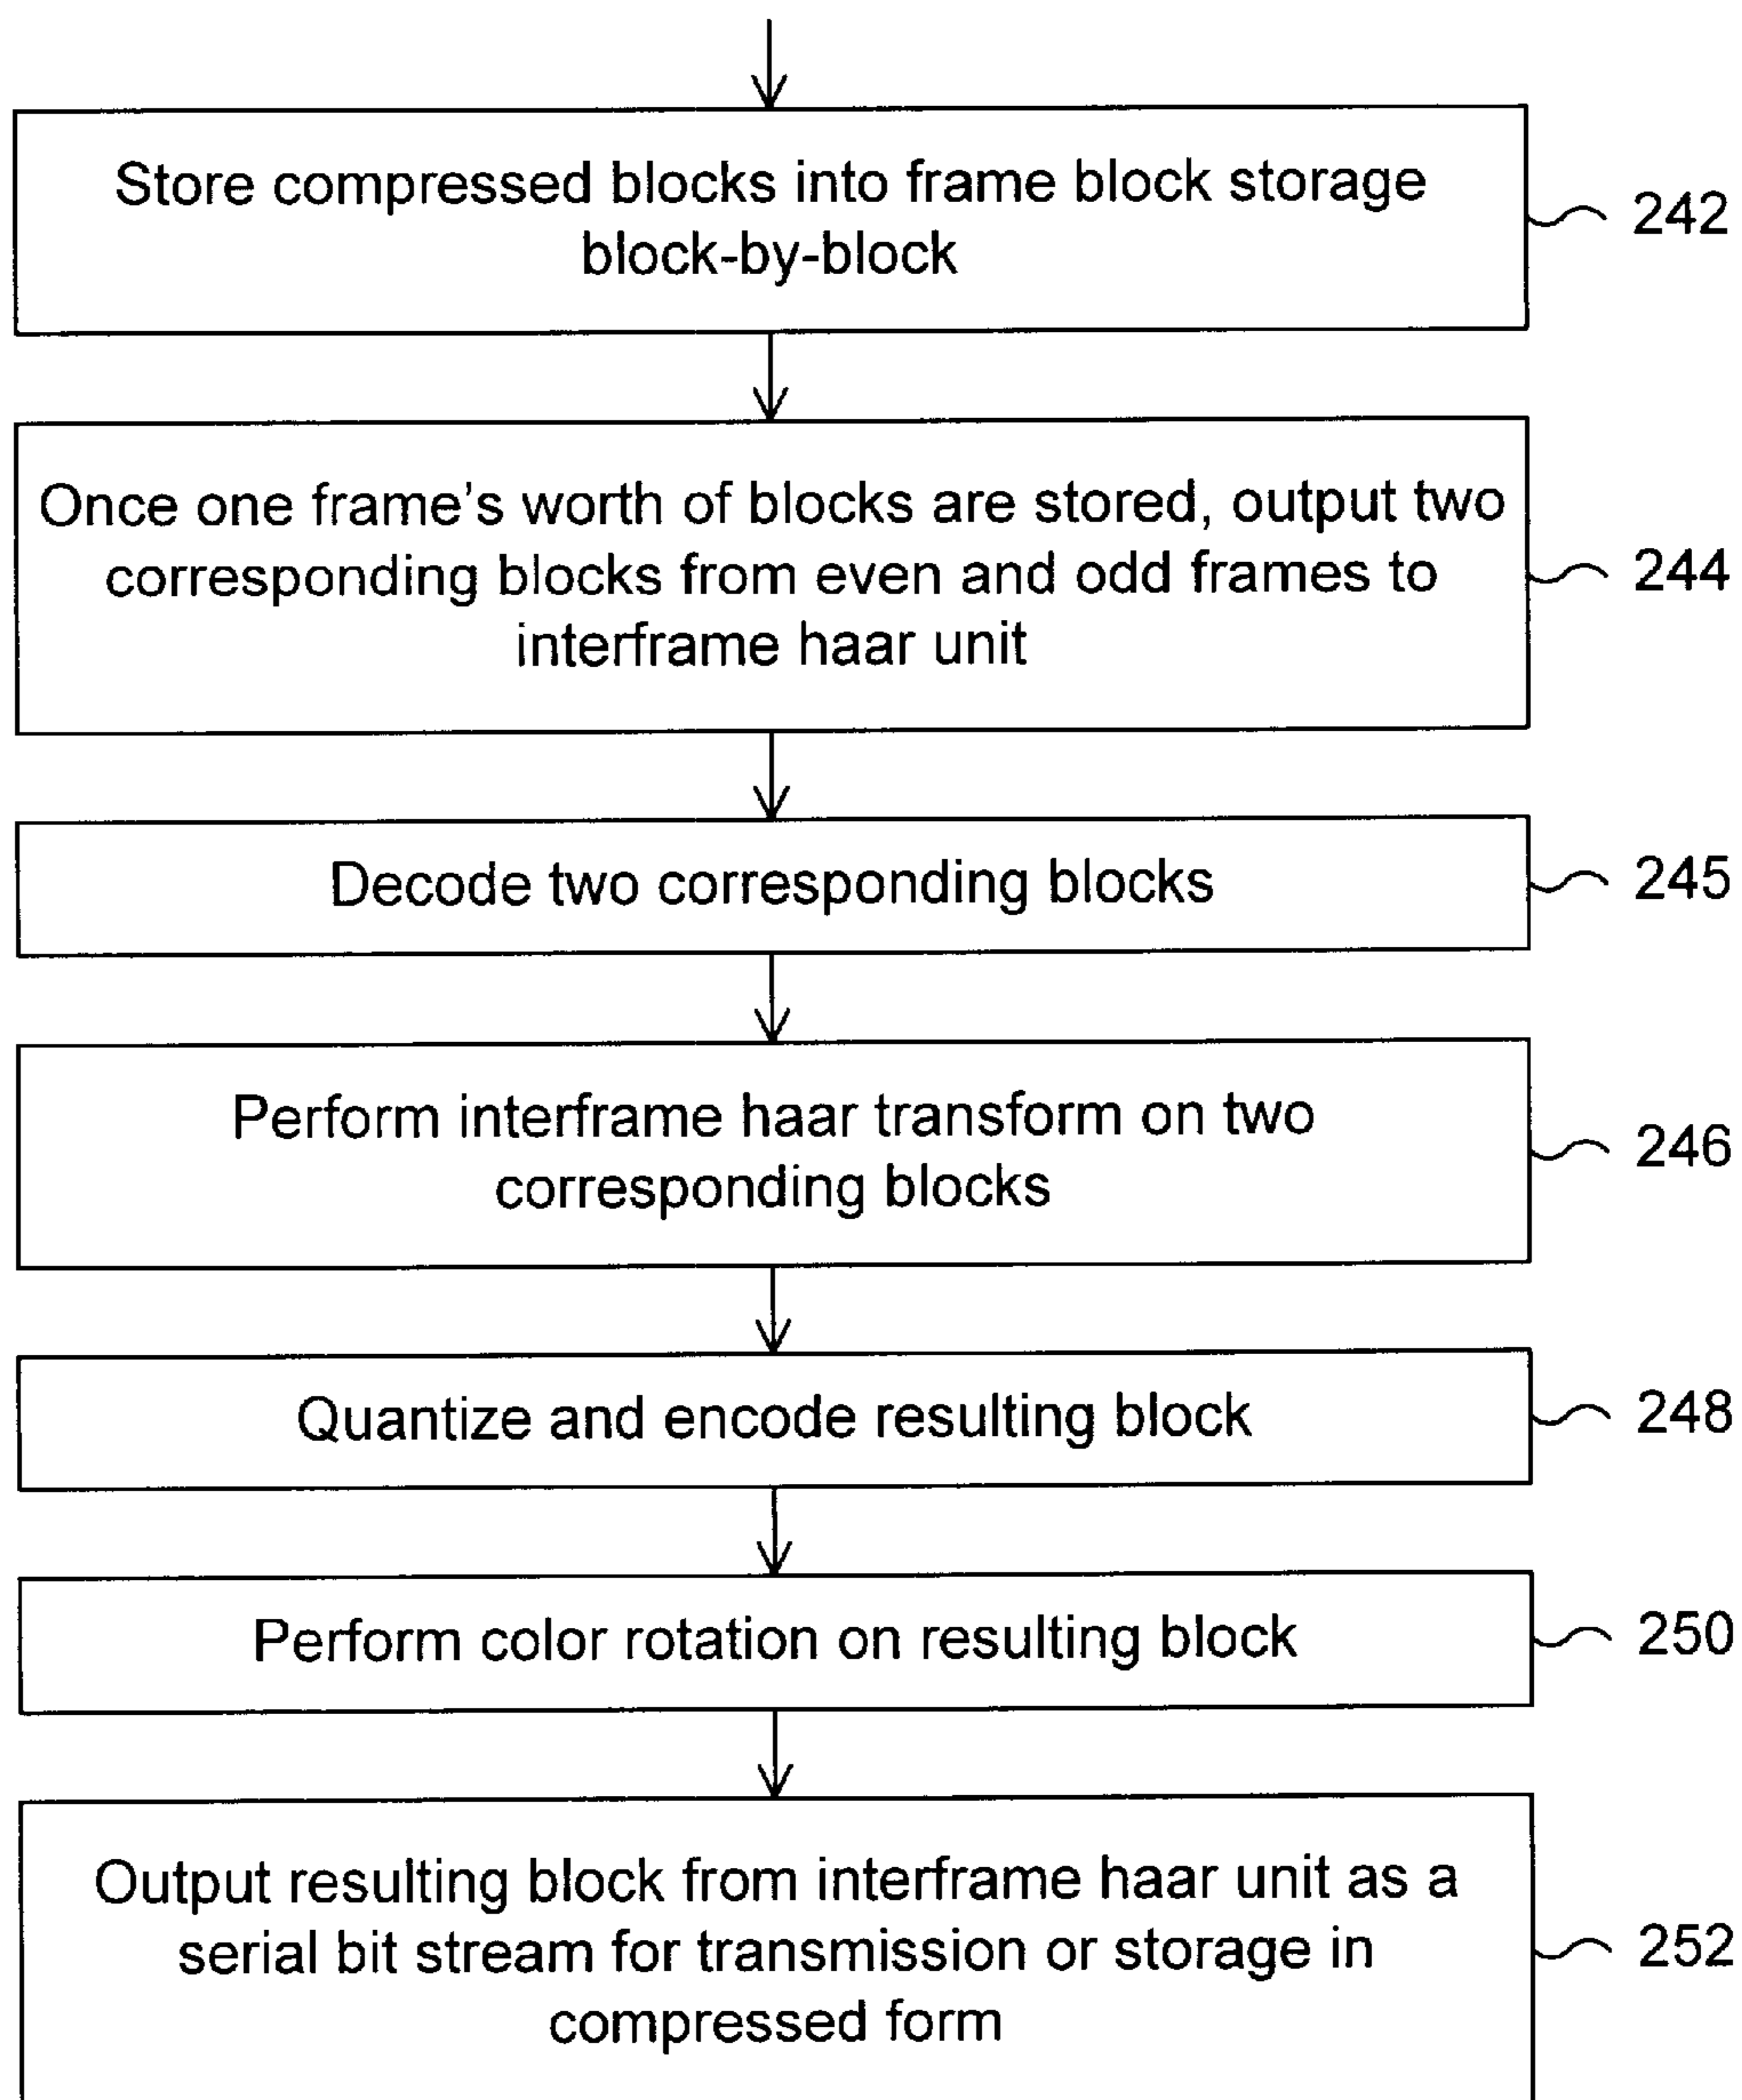 Store compressed blocks into frame block storage
block-by-block
242
Once one frame's worth of blocks are stored, output two
corresponding blocks from even and odd frames to
interframe haar unit
244
Decode two corresponding blocks
245
Perform interframe haar transform on two
corresponding blocks
246
Quantize and encode resulting block
248
Perform color rotation on resulting block
250
Output resulting block from interframe haar unit as a
serial bit stream for transmission or storage in
compressed form
252